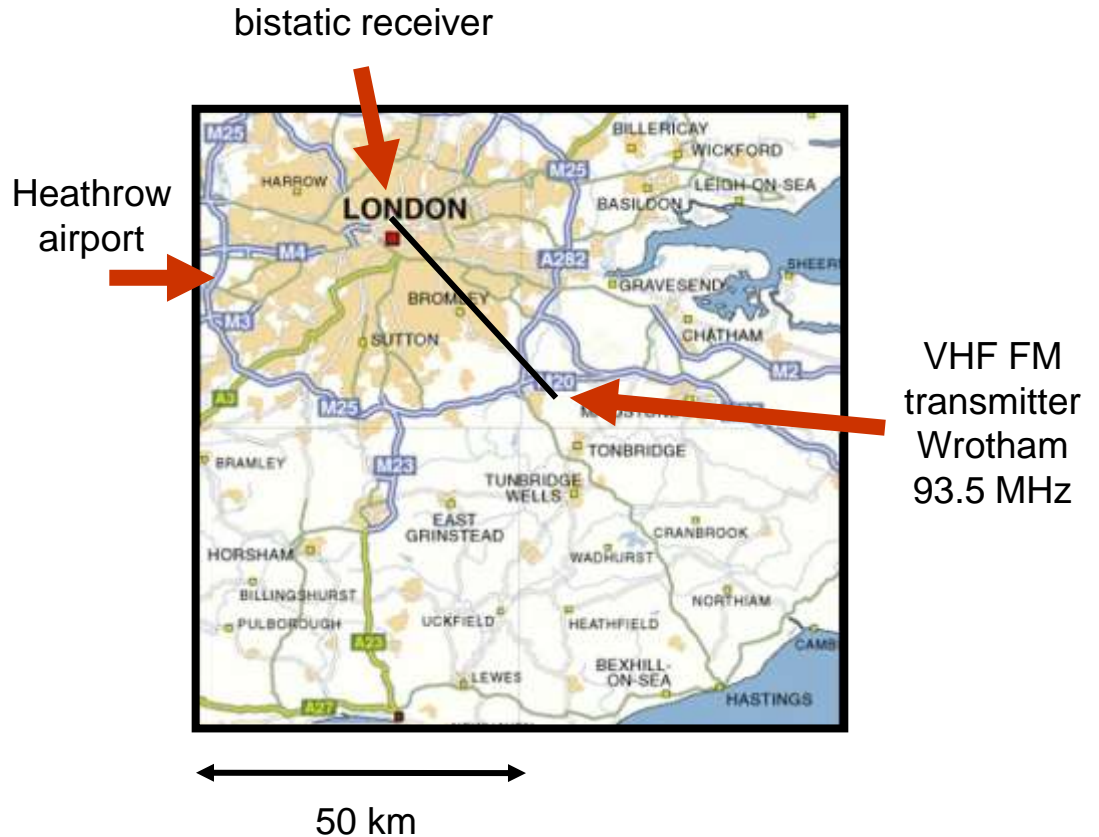 bistatic receiver
Heathrow
airport
VHF FM
transmitter
Wrotham
93.5 MHz
M25
BILLERICAY
WICKFORD
M25
HARROW
LEIGH-ON-SEA
BASILDON
LONDON
M4
A282
SHEER
GRAVESEND
BROMLEY
M3
CHATHAM
SUTTON
M20
M2
A3
M25
TONBRIDGE
BRAMLEY
M23
TUNBRIDGE
WELLS
EAST
GRINSTEAD
CRANBROOK
HORSHAM
WADHURST
BILLINGSHURST
NORTHIAM
PULBOROUGH
UCKFIELD
HEATHFIELD
A23
CAMB
BEXHILL-
ON-SEA
LEWES
HASTINGS
A27
50 km